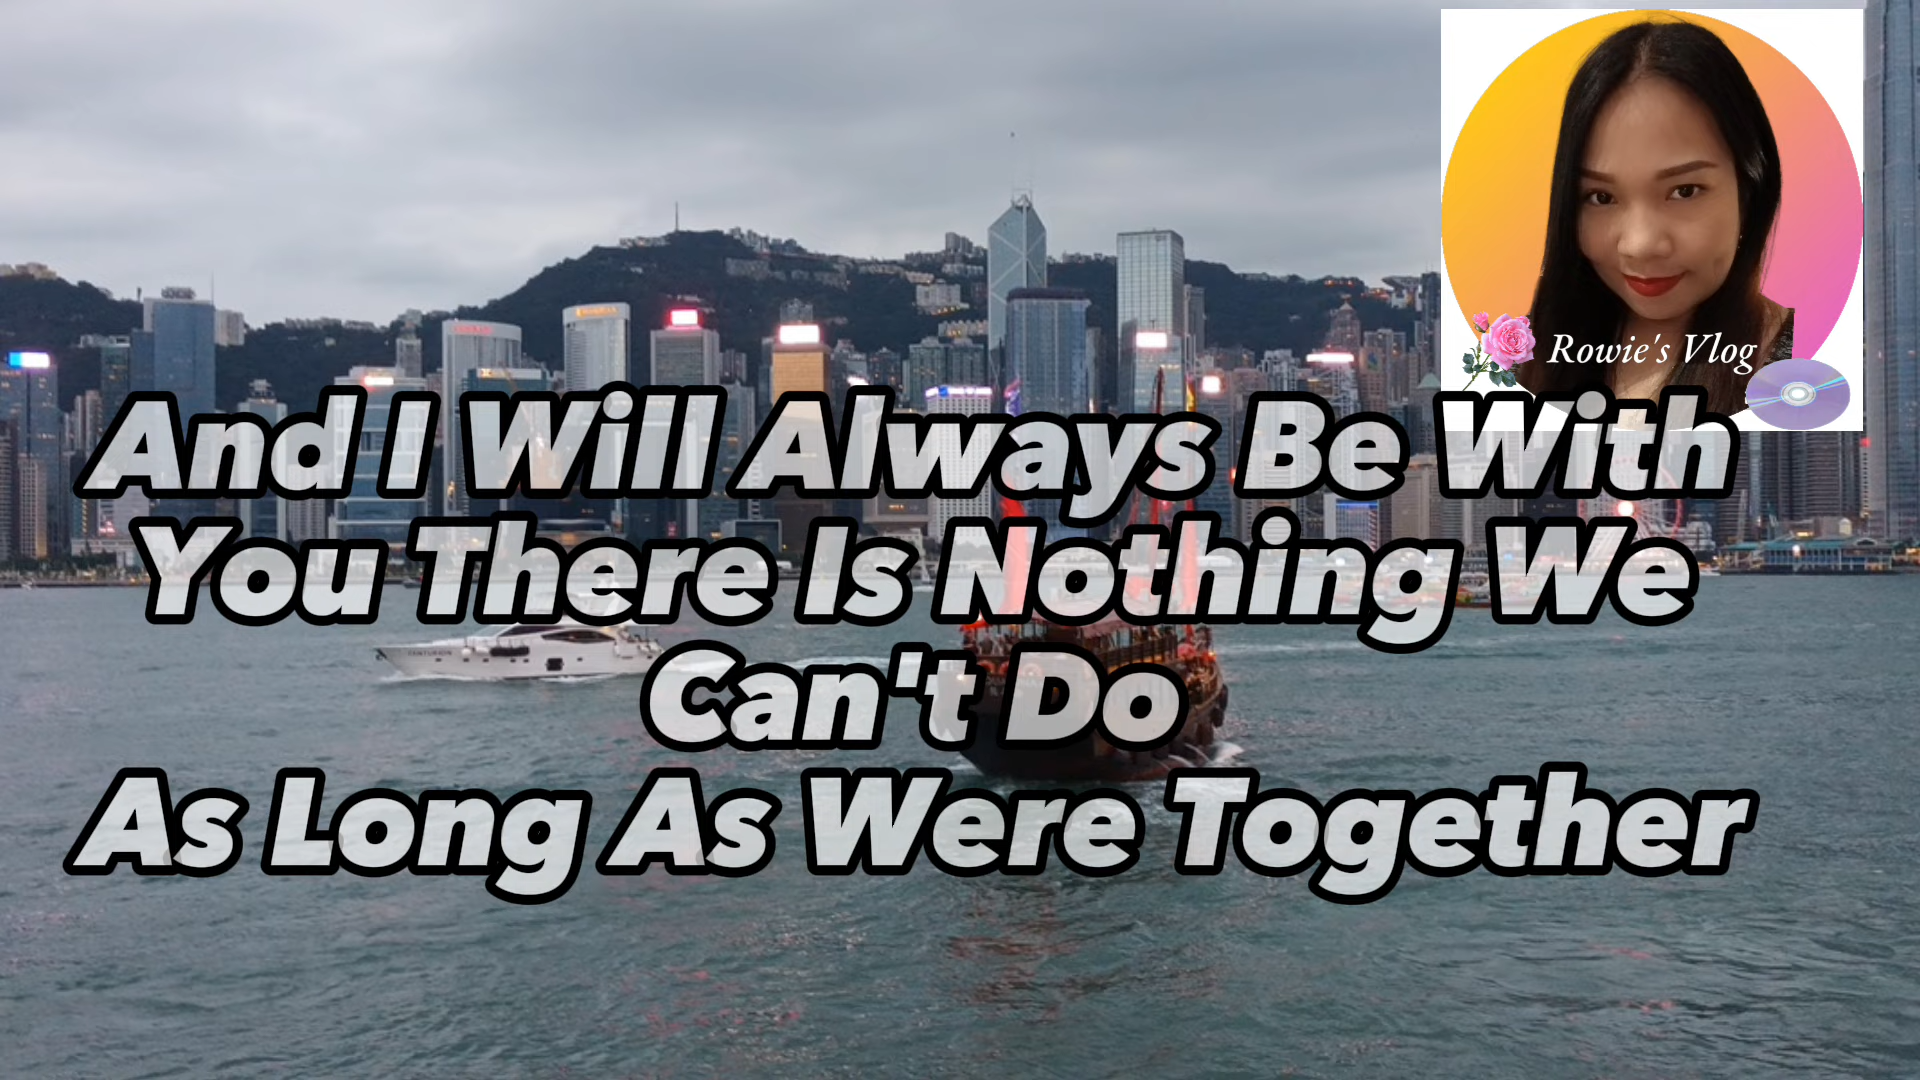 Rowie's Vlog
And I Will Always Be With
You There Is Nothing We
Can't Do
As Long As Were Together
CENTURION